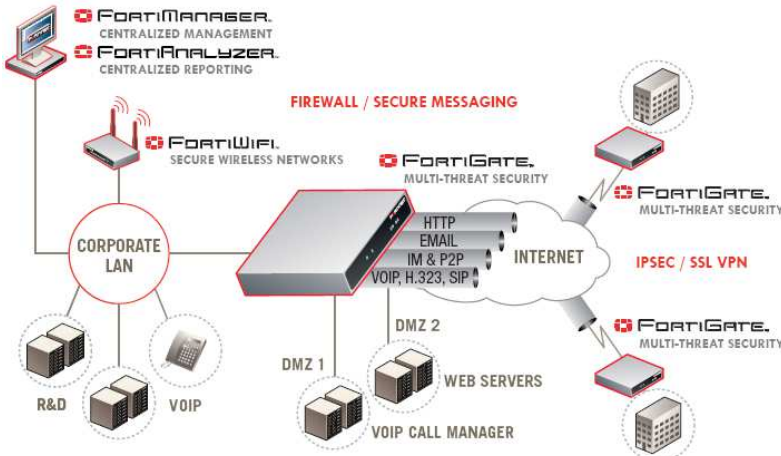 FORTIMANAGER.
CENTRALIZED MANAGEMENT
FORTIANALYZER.
CENTRALIZED REPORTING
FIREWALL / SECURE MESSAGING
FORTIWIFI.
SECURE WIRELESS NETWORKS
FORTIGATE.
MULTI-THREAT SECURITY
FORTIGATE.
MULTI-THREAT SECURITY
HTTP
EMAIL
IM & P2P
VOIP, H.323, SIP
INTERNET
CORPORATE
LAN
IPSEC / SSL VPN
FORTIGATE.
MULTI-THREAT SECURITY
DMZ 2
DMZ 1
WEB SERVERS
R&D
VOIP
VOIP CALL MANAGER